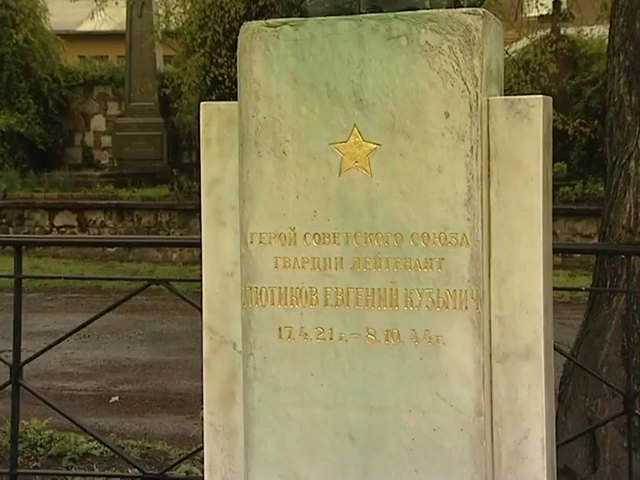 ГЕРОЙ СОВЕТСКОГО СОЮЗА
ГВАРДИИ ЛЕЙТЕНАНТ
ЛЮТИКОВ ЕВГЕНИЙ КУЗЬМИЧ
17. 4. 21 г. – 8. 10. 44 г.